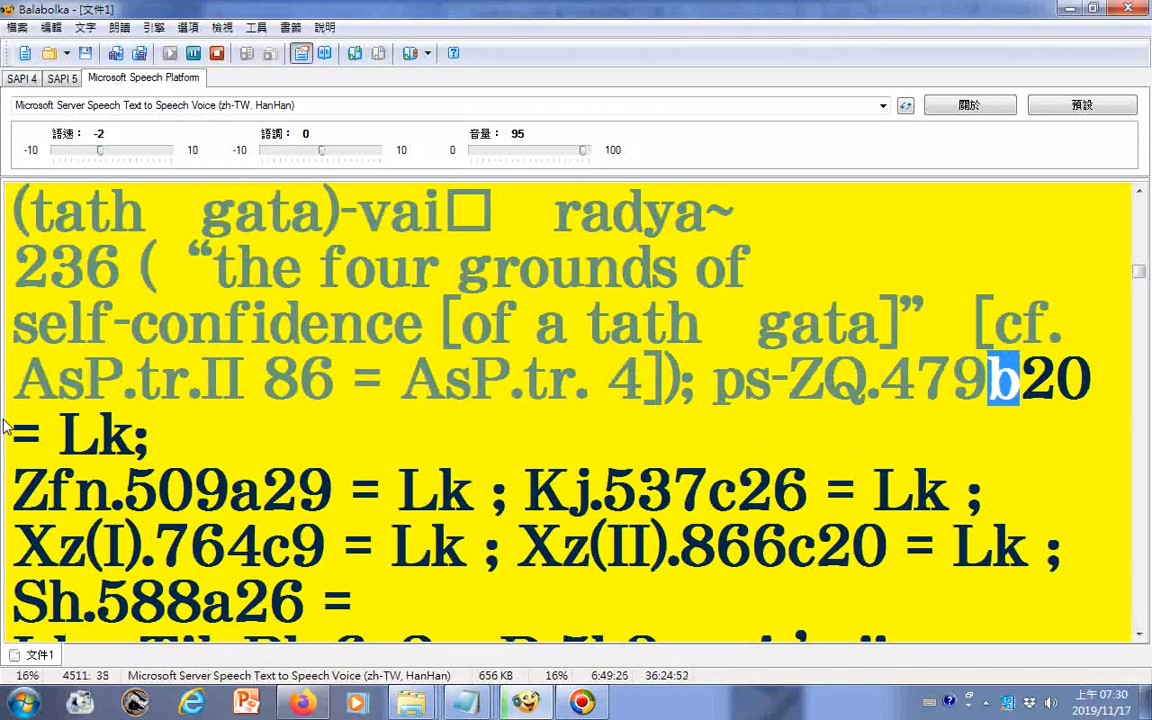 Balabolka - [文件1]
檔案 編輯 文字 朗讀 引擎 選項 檢視 工具 書籤 說明
SAPI 4 SAPI 5 Microsoft Speech Platform
Microsoft Server Speech Text to Speech Voice (zh-TW, HanHan) 關於 預設
語速： -2 語調： 0 音量： 95
-10 10 -10 10 0 100
(tath gata)-vai□ radya~
236 ( “the four grounds of
self-confidence [of a tath gata]” [cf.
AsP.tr.II 86 = AsP.tr. 4]); ps-ZQ.479b20
= Lk;
Zfn.509a29 = Lk ; Kj.537c26 = Lk ;
Xz(I).764c9 = Lk ; Xz(II).866c20 = Lk ;
Sh.588a26 =
文件1
16% 4511: 38 Microsoft Server Speech Text to Speech Voice (zh-TW, HanHan) 656 KB 16% 6:49:25 36:24:52
上午 07:30
2019/11/17